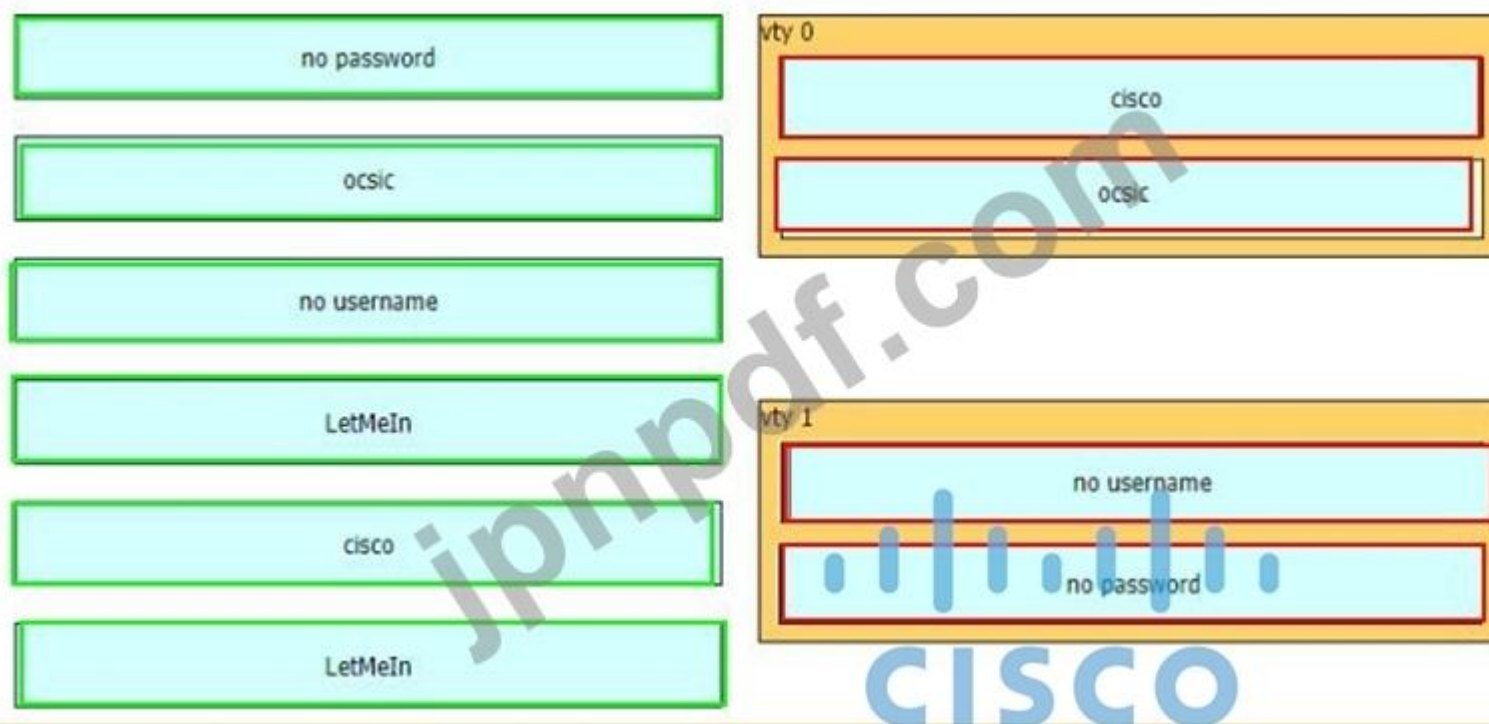 no password
ocsic
no username
LetMeIn
cisco
LetMeIn
vty 0
cisco
ocsic
vty 1
no username
no password
jpnpdf.com
CISCO